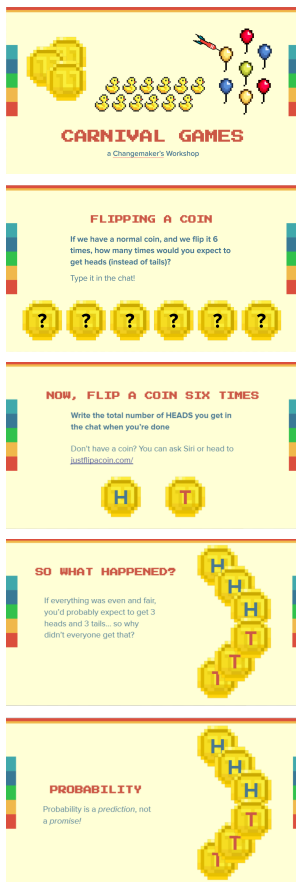 CARNIVAL GAMES
a Changemaker's Workshop
FLIPPING A COIN
If we have a normal coin, and we flip it 6
times, how many times would you expect to
get heads (instead of tails)?
Type it in the chat!
? ? ? ? ? ?
NOW, FLIP A COIN SIX TIMES
Write the total number of HEADS you get in
the chat when you're done
Don't have a coin? You can ask Siri or head to
justflipacoin.com/
H T
SO WHAT HAPPENED?
If everything was even and fair,
you'd probably expect to get 3
heads and 3 tails... so why
didn't everyone get that?
H
H
H
T
T
T
PROBABILITY
Probability is a prediction, not
a promise!
H
H
H
T
T
T